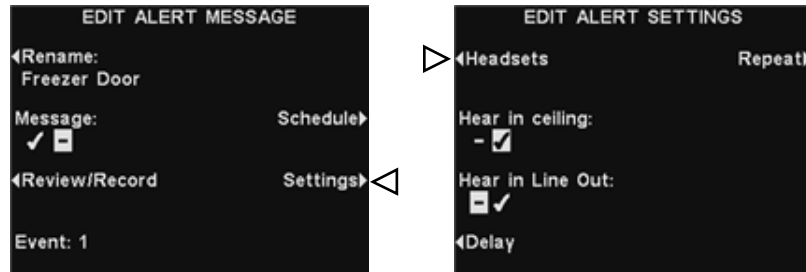 EDIT ALERT MESSAGE
Rename:
Freezer Door
Message: Schedule
✓ -
Review/Record Settings
Event: 1
EDIT ALERT SETTINGS
Headsets Repeat
Hear in ceiling:
- ✓
Hear in Line Out:
- ✓
Delay